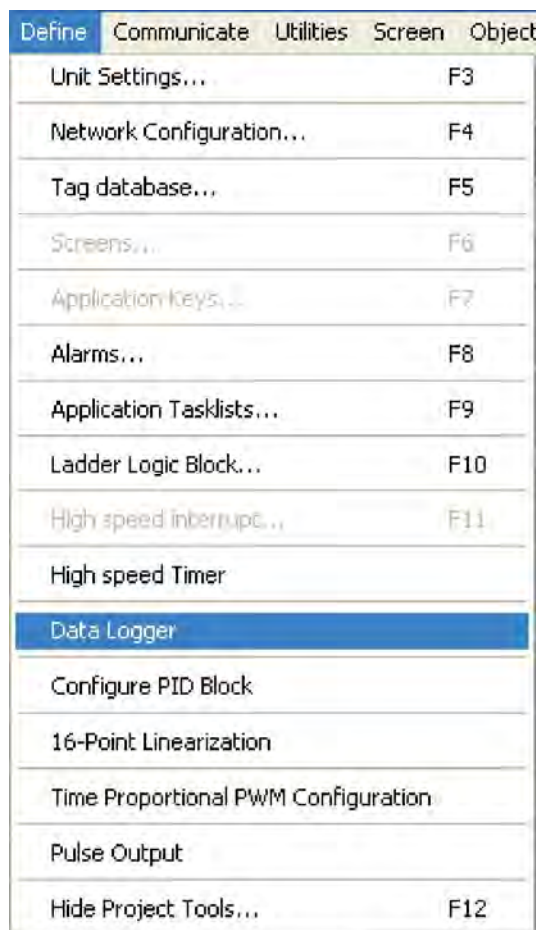 Define Communicate Utilities Screen Object
Unit Settings... F3
Network Configuration... F4
Tag database... F5
Screens... F6
Application Keys... F7
Alarms... F8
Application Tasklists... F9
Ladder Logic Block... F10
High speed interrupt... F11
High speed Timer
Data Logger
Configure PID Block
16-Point Linearization
Time Proportional PWM Configuration
Pulse Output
Hide Project Tools... F12